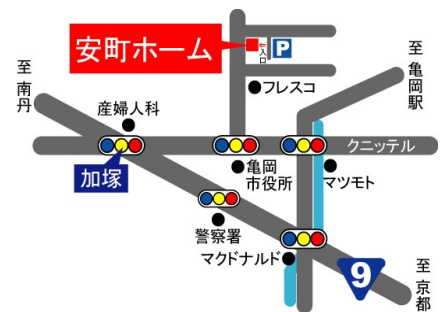 安町ホーム
入口
P
至亀岡駅
至南丹
フレスコ
産婦人科
クニッテル
加塚
亀岡
市役所
マツモト
警察署
マクドナルド
9
至京都